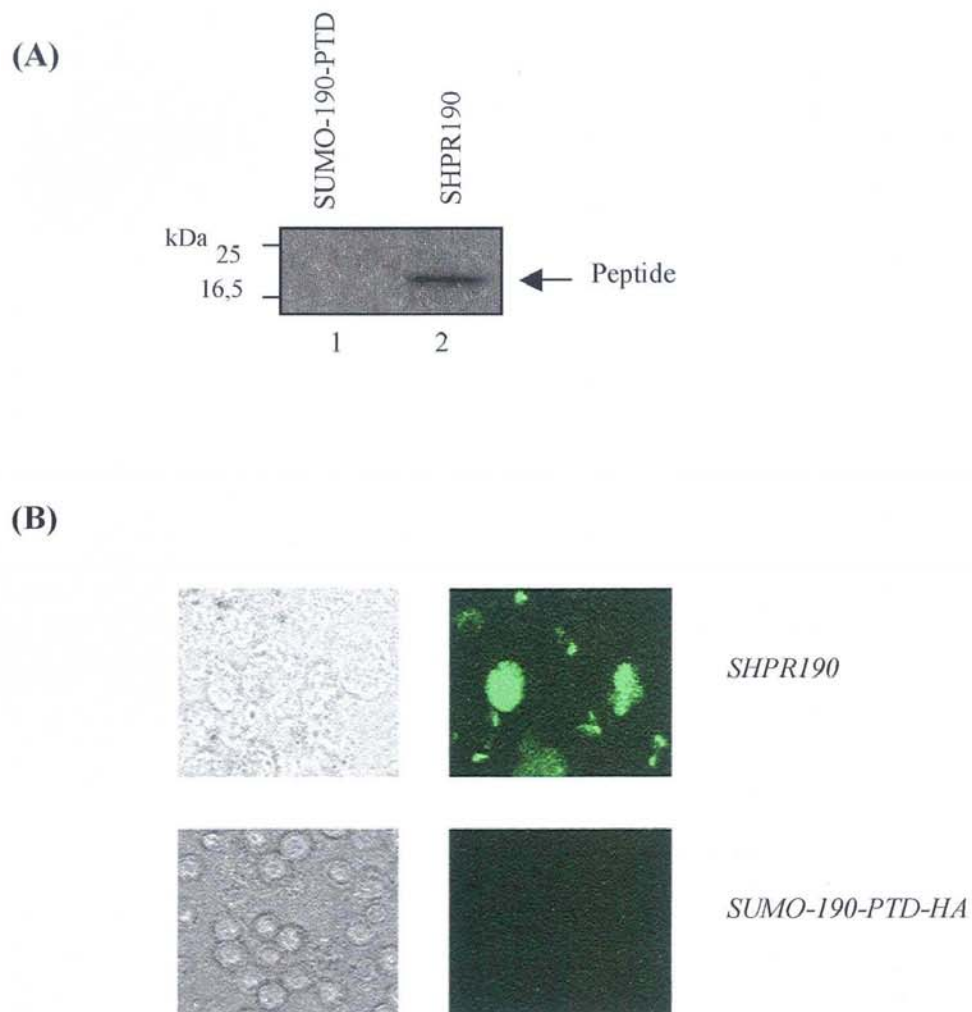 (A)
SUMO-190-PTD
SHPR190
kDa
25
16,5
Peptide
1 2
(B)
SHPR190
SUMO-190-PTD-HA